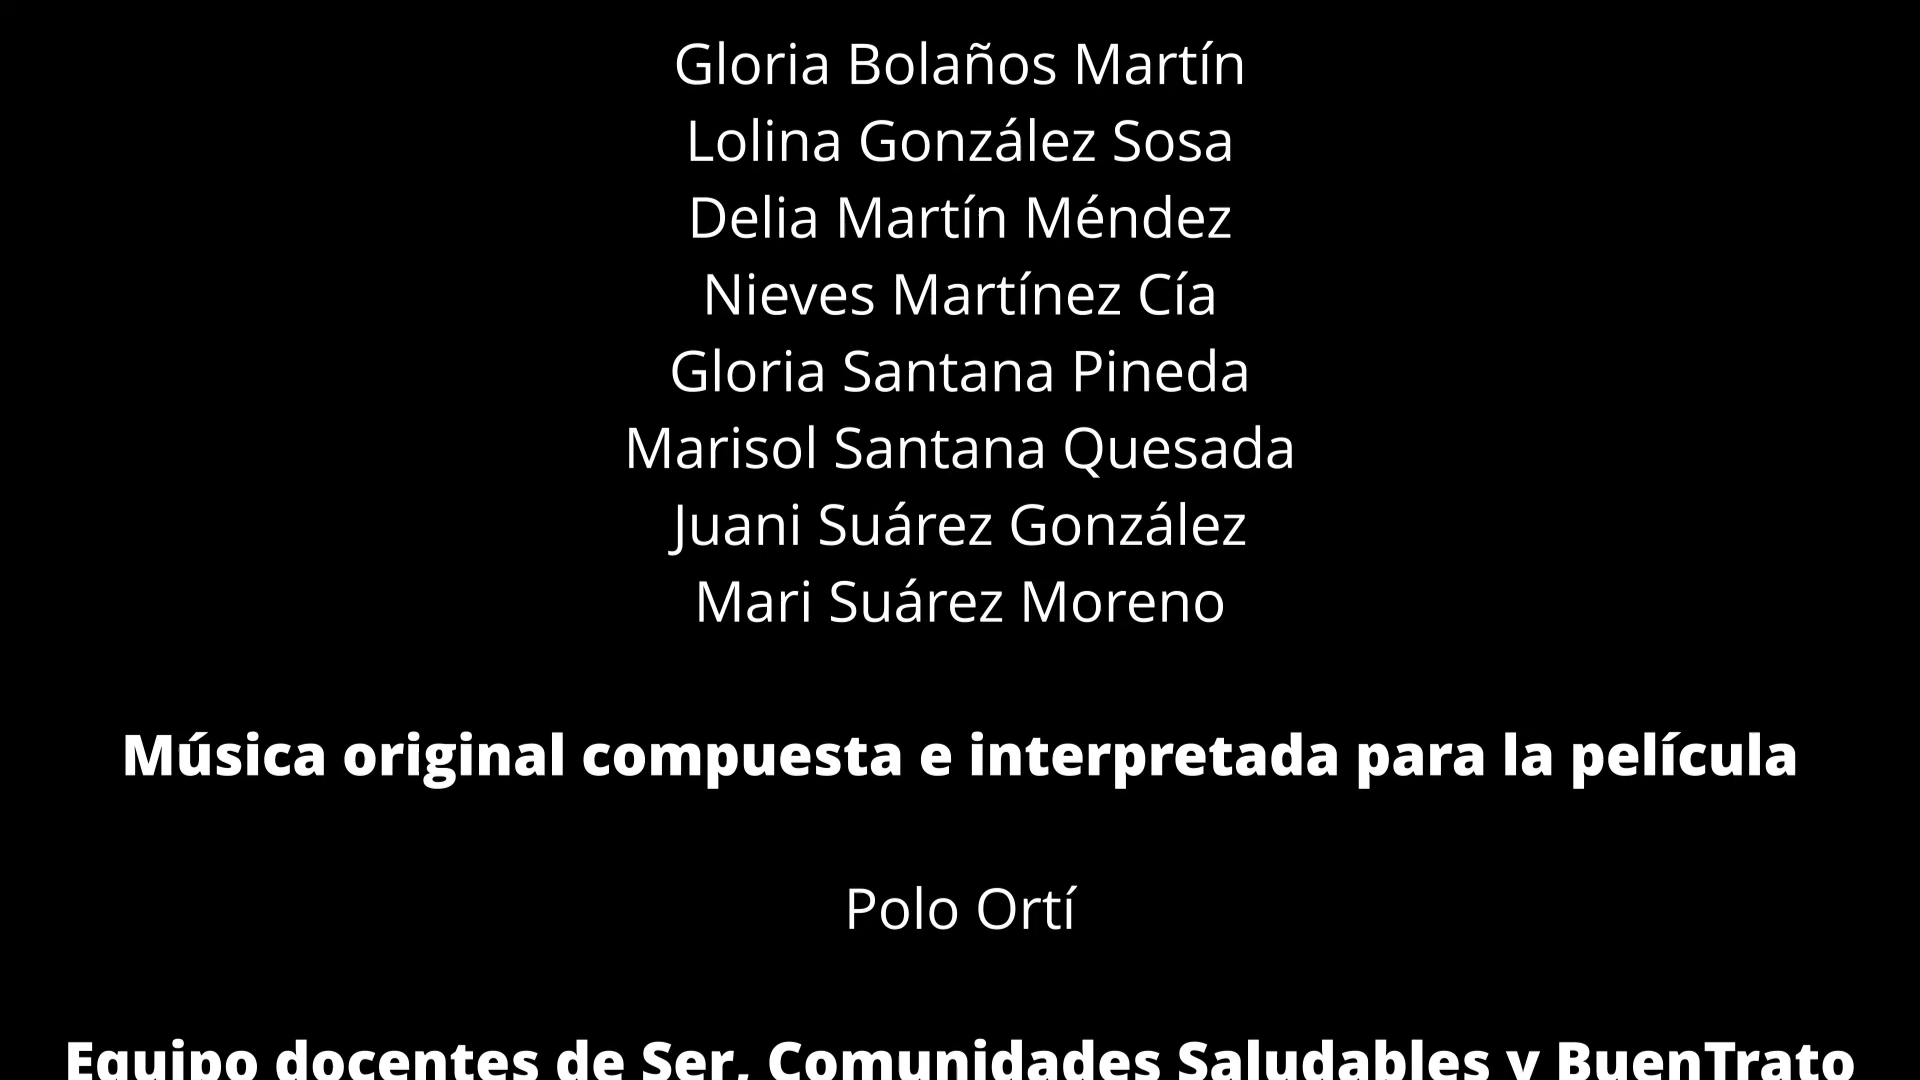 Gloria Bolaños Martín
Lolina González Sosa
Delia Martín Méndez
Nieves Martínez Cía
Gloria Santana Pineda
Marisol Santana Quesada
Juani Suárez González
Mari Suárez Moreno
Música original compuesta e interpretada para la película
Polo Ortí
Equipo docentes de Ser, Comunidades Saludables y BuenTrato